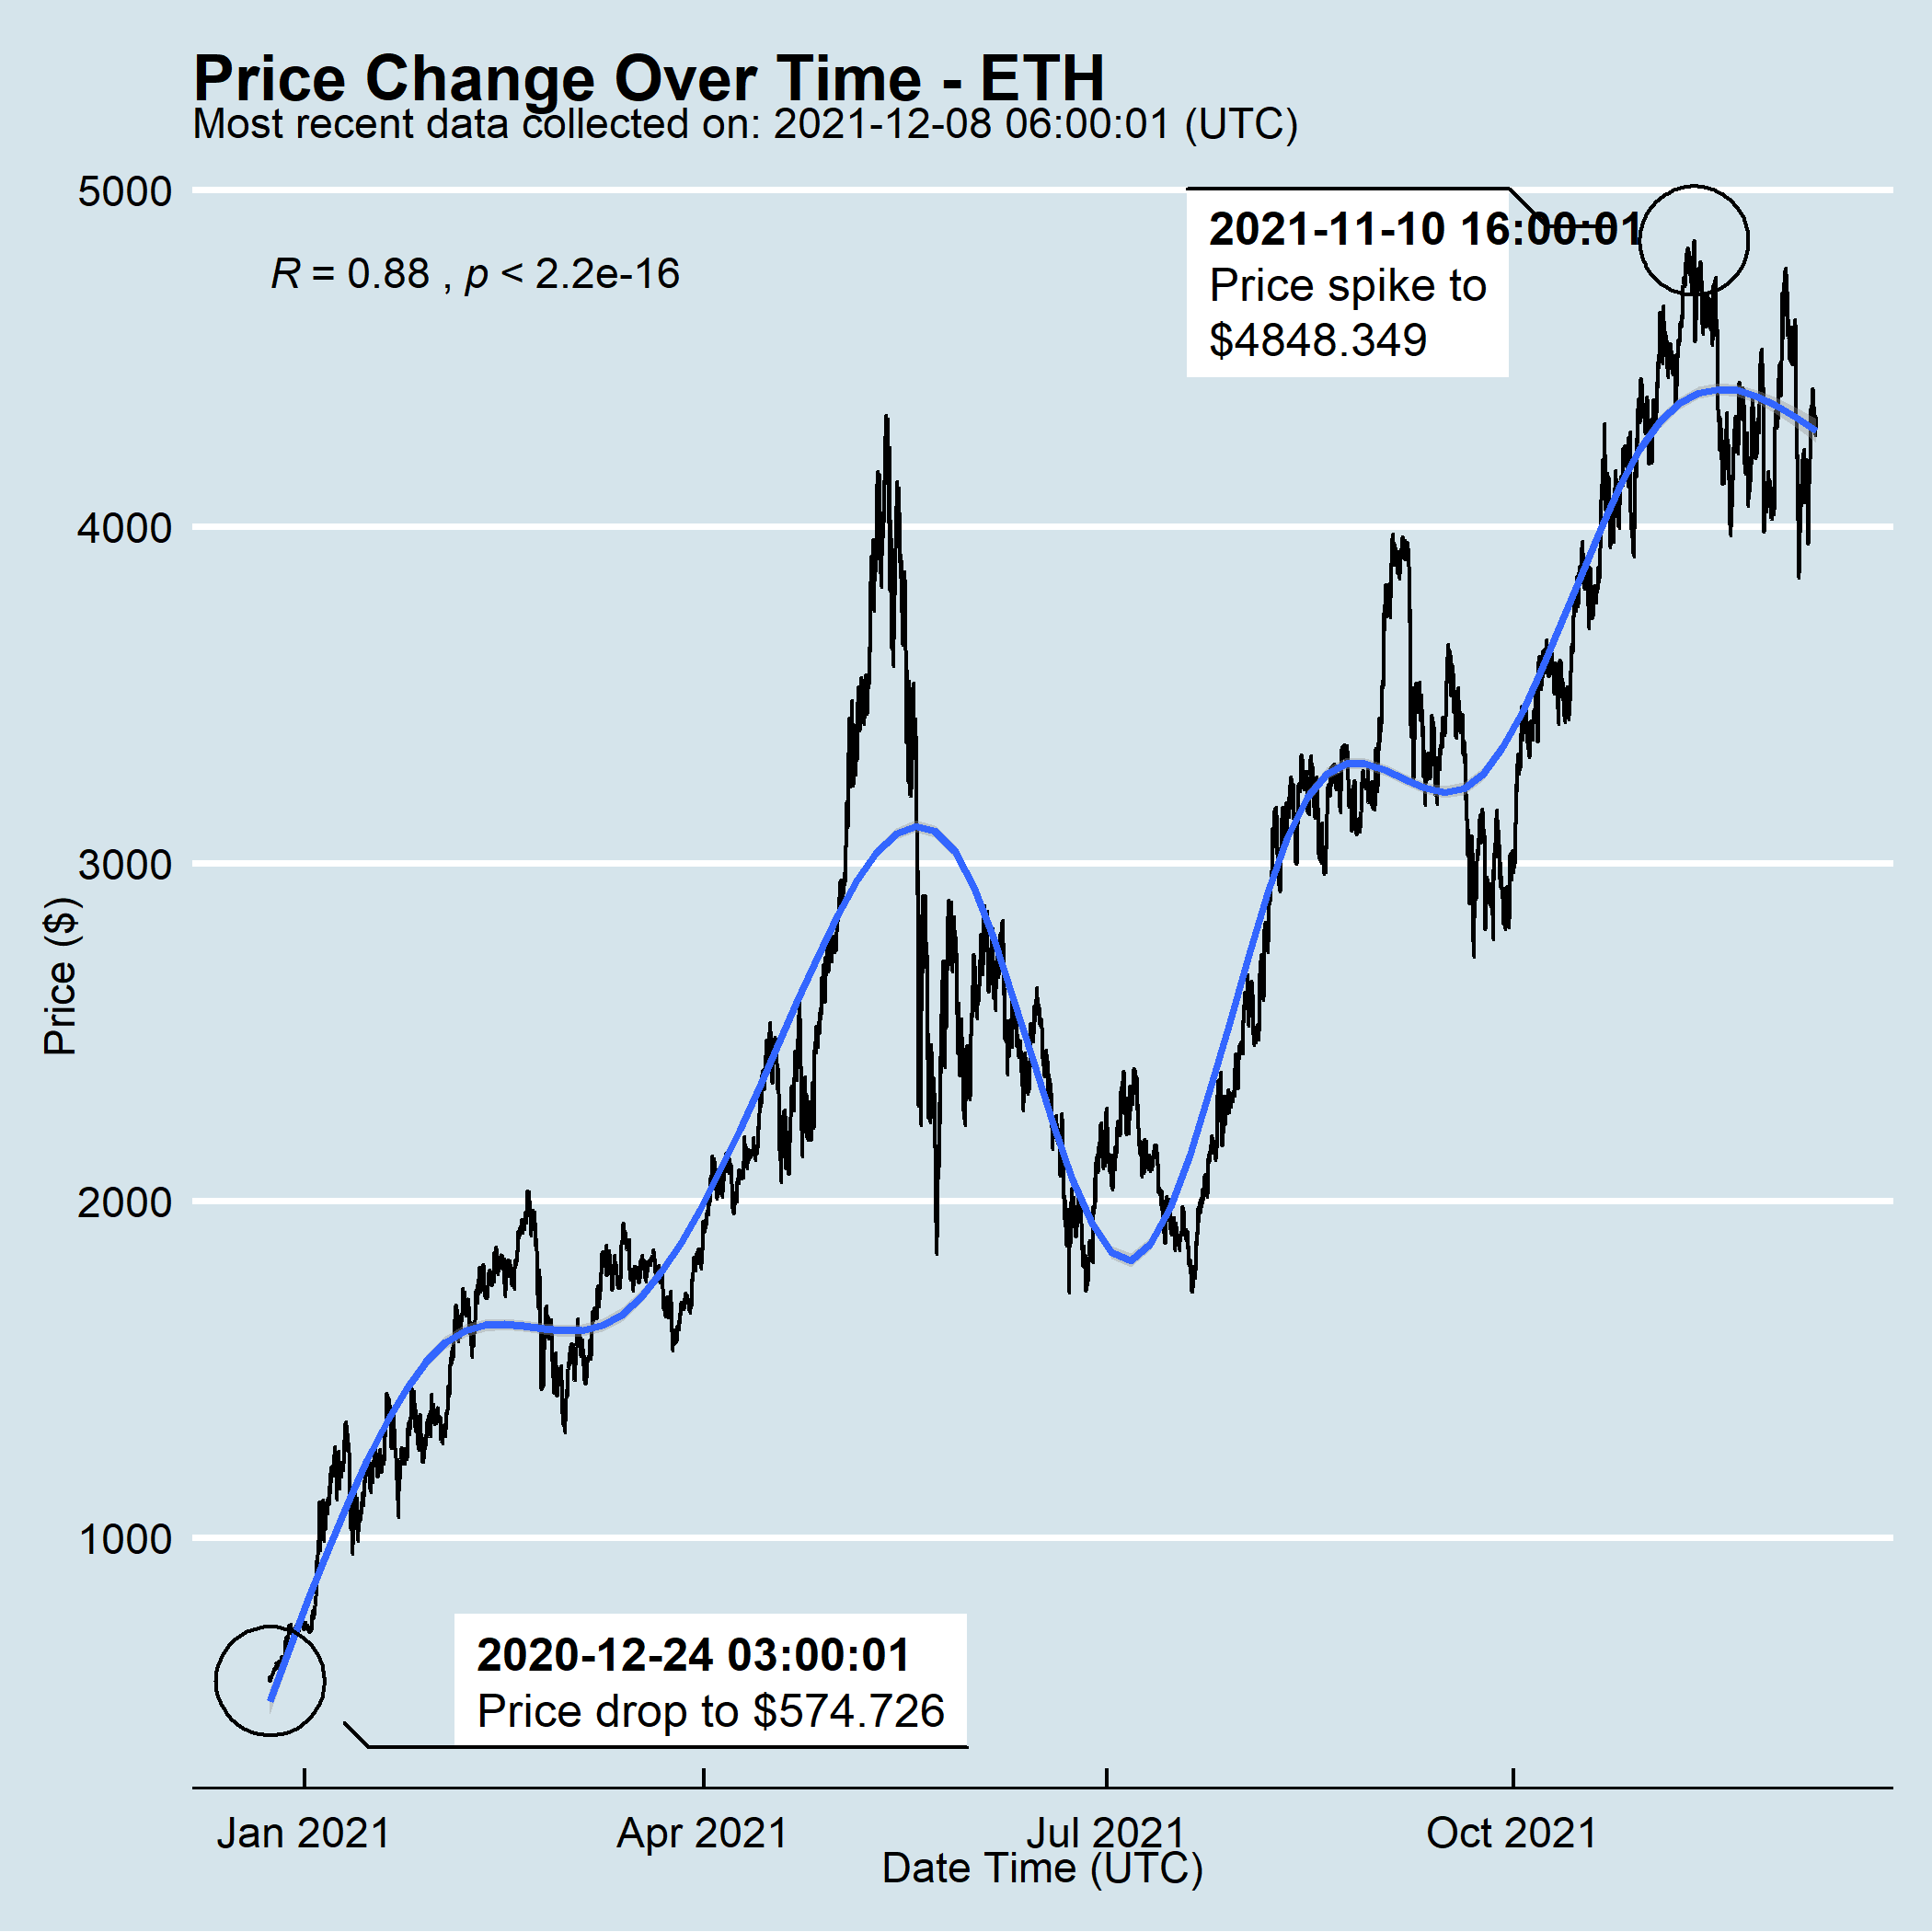 Price Change Over Time - ETH
Most recent data collected on: 2021-12-08 06:00:01 (UTC)
5000
4000
3000
2000
1000
Price ($)
R = 0.88 , p < 2.2e-16
2021-11-10 16:00:01
Price spike to
$4848.349
2020-12-24 03:00:01
Price drop to $574.726
Jan 2021
Apr 2021
Jul 2021
Oct 2021
Date Time (UTC)